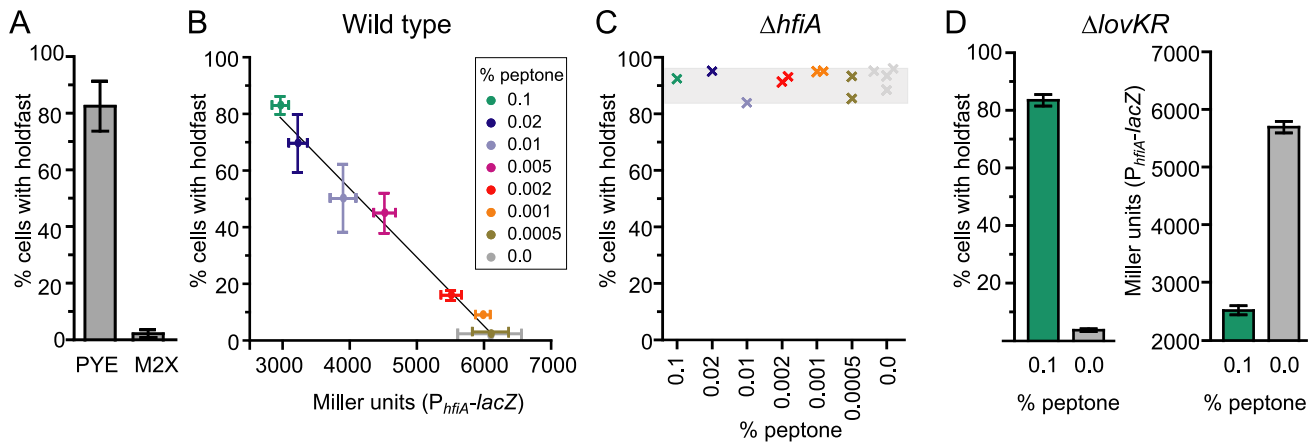 A
% cells with holdfast
100
80
60
40
20
0
PYE M2X
B
Wild type
% cells with holdfast
100
80
60
40
20
0
3000 4000 5000 6000 7000
Miller units (PhfiA-lacZ)
% peptone
0.1
0.02
0.01
0.005
0.002
0.001
0.0005
0.0
C
ΔhfiA
% cells with holdfast
100
80
60
40
20
0
0.1
0.02
0.01
0.002
0.001
0.0005
0.0
% peptone
D
ΔlovKR
% cells with holdfast
100
80
60
40
20
0
0.1 0.0
% peptone
Miller units (PhfiA-lacZ)
7000
6000
5000
4000
3000
2000
0.1 0.0
% peptone